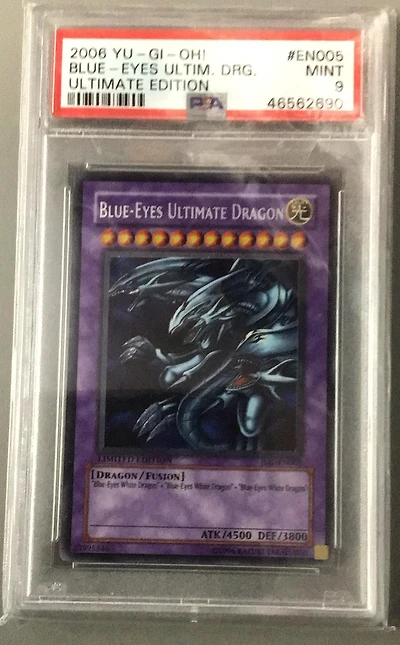 2006 YU-GI-OH! #EN005
BLUE-EYES ULTIM. DRG. MINT
ULTIMATE EDITION 9
PSA 46562690
BLUE-EYES ULTIMATE DRAGON 光
LIMITED EDITION
[DRAGON/FUSION]
"Blue-Eyes White Dragon" + "Blue-Eyes White Dragon" + "Blue-Eyes White Dragon"
ATK/4500 DEF/3800